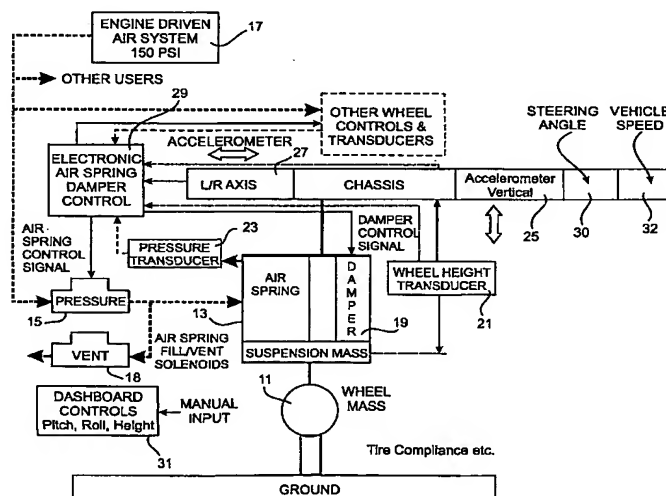 ENGINE DRIVEN
AIR SYSTEM
150 PSI
17
OTHER USERS
29
OTHER WHEEL
CONTROLS &
TRANSDUCERS
STEERING
ANGLE
VEHICLE
SPEED
ACCELEROMETER
27
ELECTRONIC
AIR SPRING
DAMPER
CONTROL
L/R AXIS
CHASSIS
Accelerometer
Vertical
25
30
32
AIR
SPRING
CONTROL
SIGNAL
23
PRESSURE
TRANSDUCER
DAMPER
CONTROL
SIGNAL
AIR
SPRING
DAMPER
WHEEL HEIGHT
TRANSDUCER
21
PRESSURE
15
13
19
AIR SPRING
FILL/VENT
SOLENOIDS
SUSPENSION MASS
VENT
18
11
WHEEL
MASS
DASHBOARD
CONTROLS
Pitch, Roll, Height
31
MANUAL
INPUT
Tire Compliance etc.
GROUND